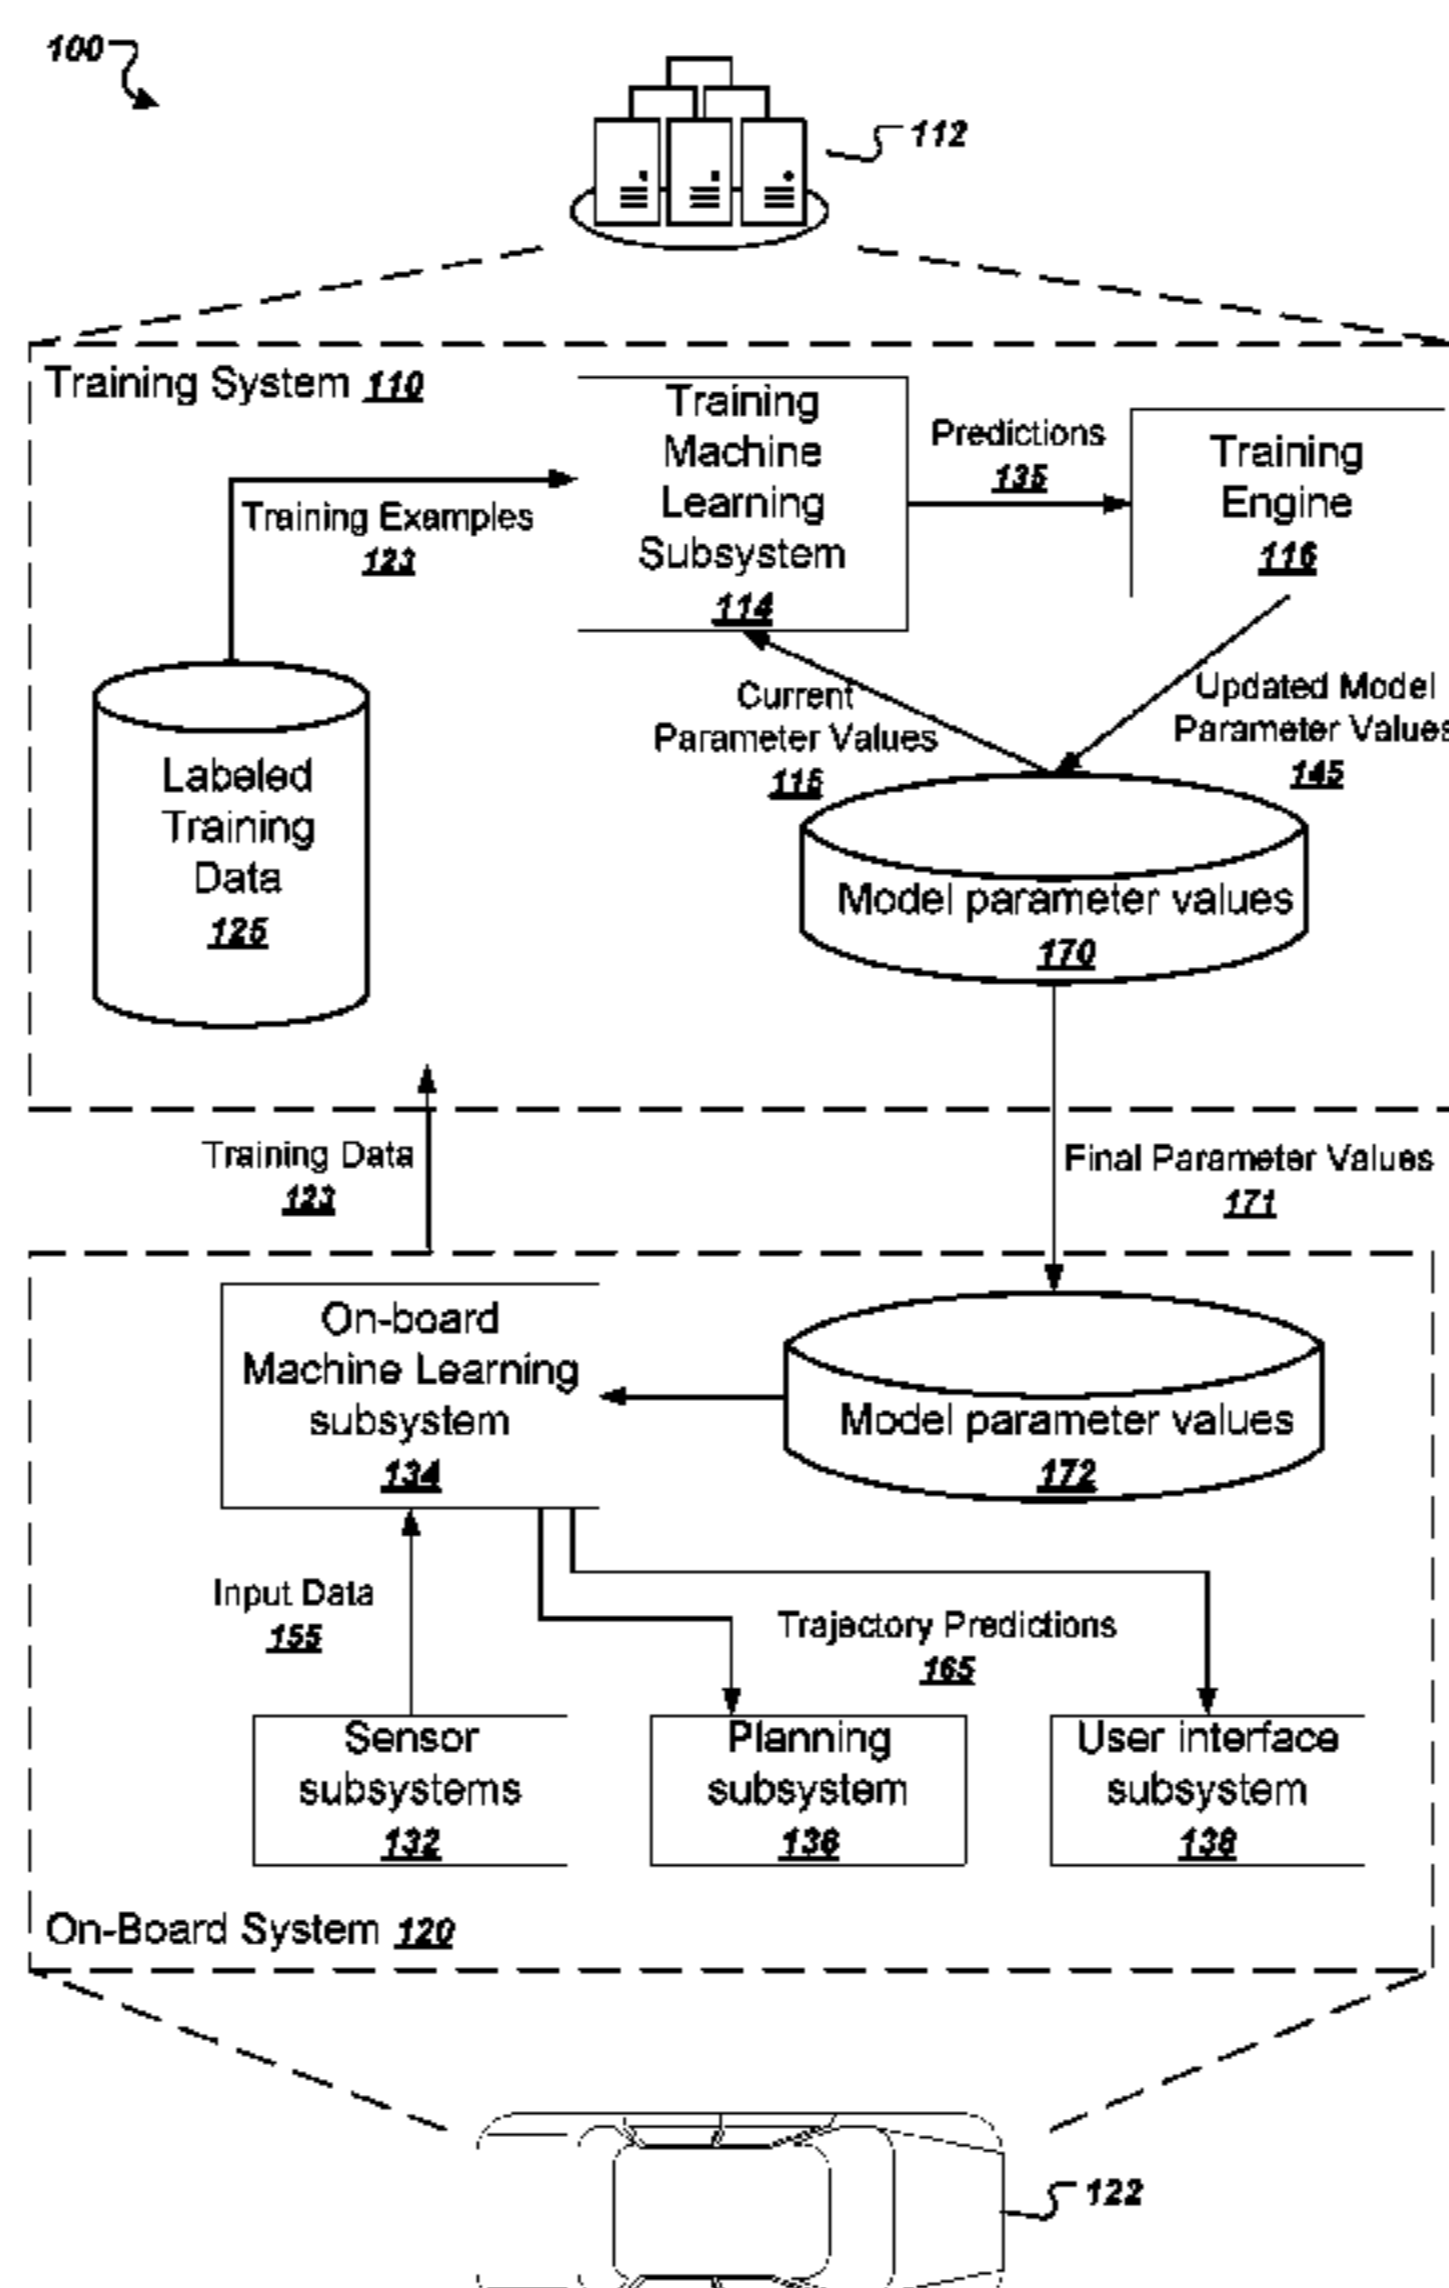 100
112
Training System 110
Training
Machine
Learning
Subsystem
114
Predictions
135
Training
Engine
116
Training Examples
123
Current
Parameter Values
115
Updated Model
Parameter Values
145
Labeled
Training
Data
125
Model parameter values
170
Training Data
123
Final Parameter Values
171
On-board
Machine Learning
subsystem
134
Model parameter values
172
Input Data
155
Trajectory Predictions
165
Sensor
subsystems
132
Planning
subsystem
136
User interface
subsystem
138
On-Board System 120
122